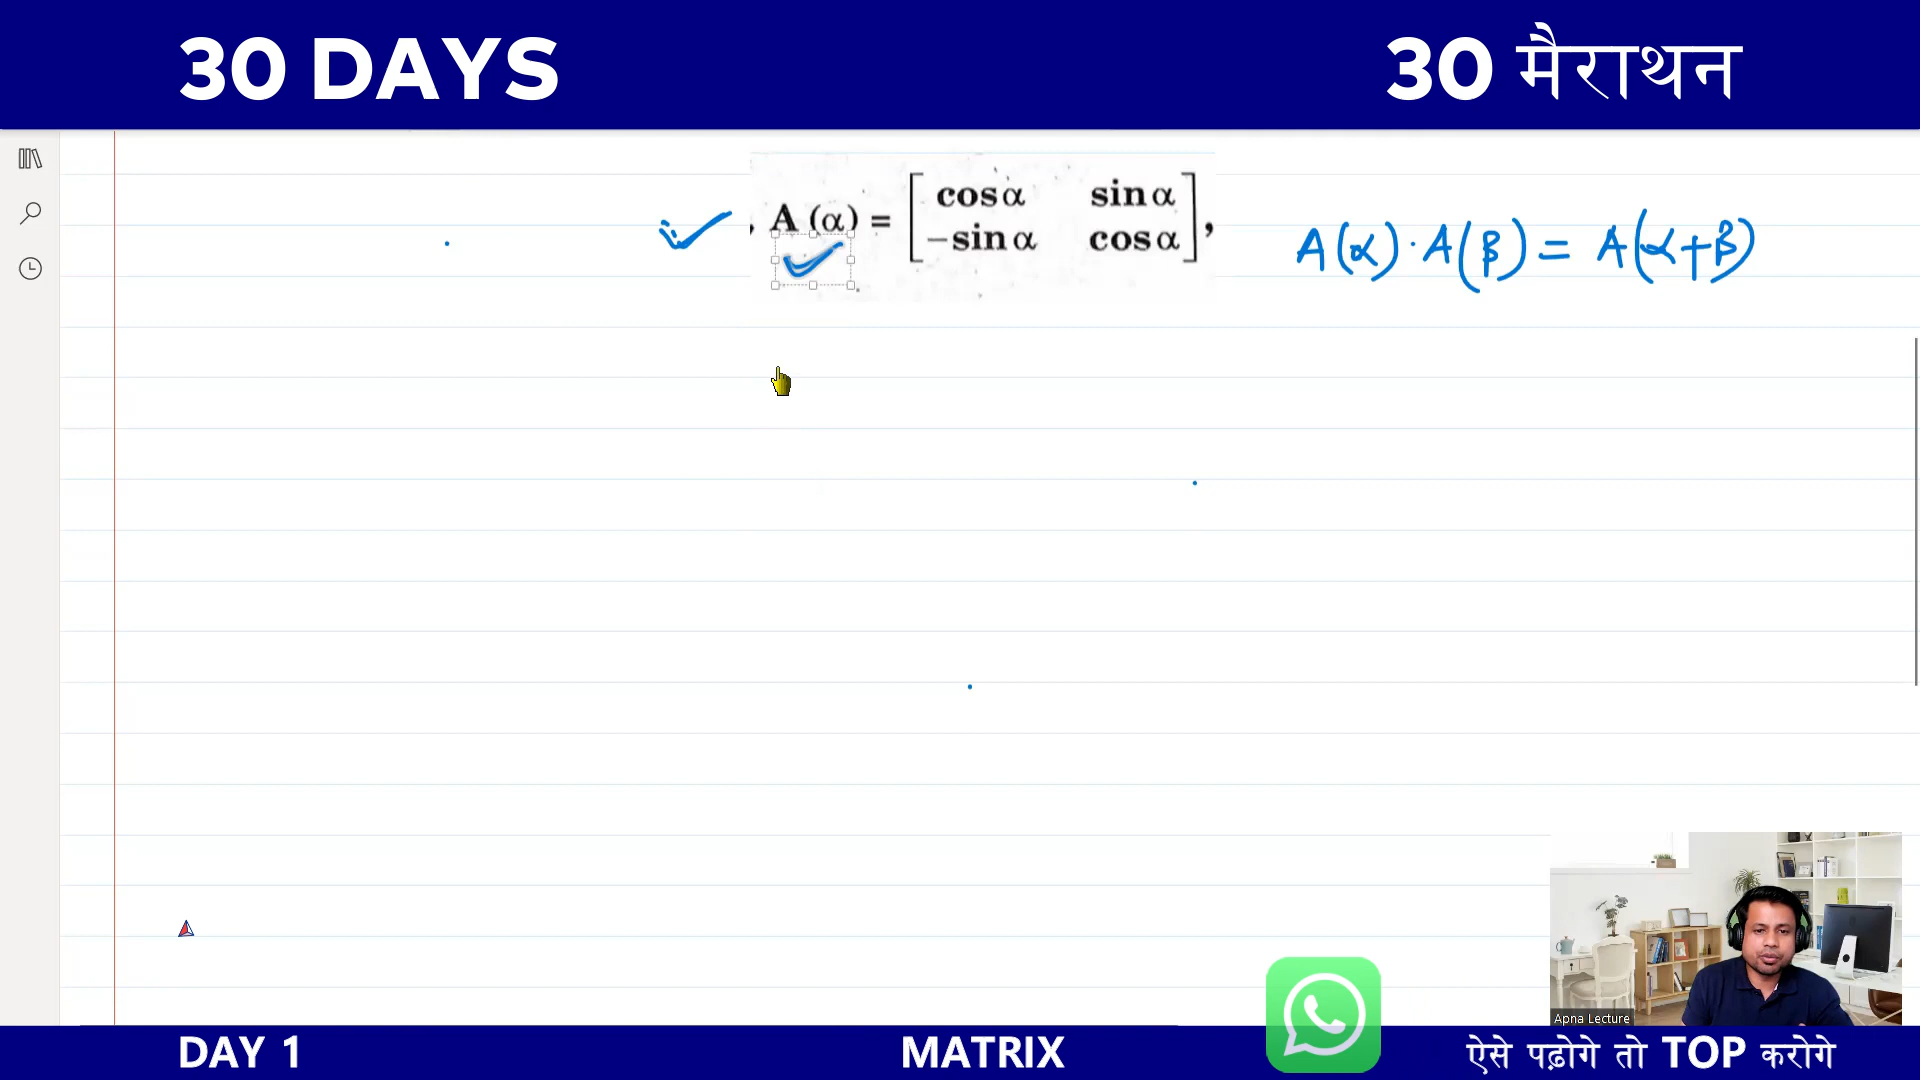 30 DAYS
30 मैराथन
A (α) = [ cos α sin α
-sin α cos α ],
A(α)·A(β) = A(α+β)
Apna Lecture
DAY 1
MATRIX
ऐसे पढ़ोगे तो TOP करोगे